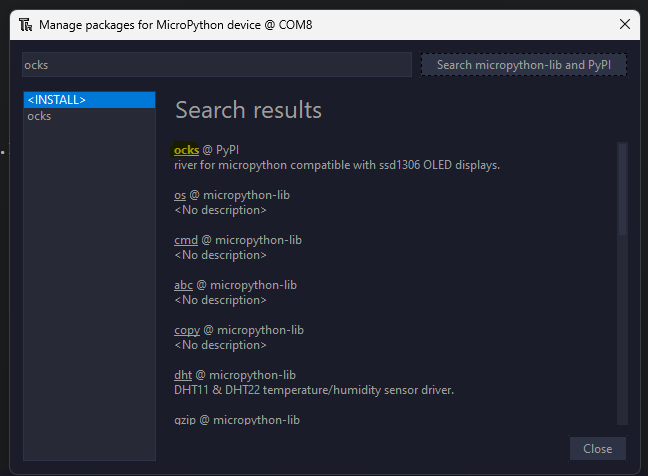 Manage packages for MicroPython device @ COM8
ocks
Search micropython-lib and PyPI
<INSTALL>
ocks
Search results
ocks @ PyPI
river for micropython compatible with ssd1306 OLED displays.
os @ micropython-lib
<No description>
cmd @ micropython-lib
<No description>
abc @ micropython-lib
<No description>
copy @ micropython-lib
<No description>
dht @ micropython-lib
DHT11 & DHT22 temperature/humidity sensor driver.
gzip @ micropython-lib
Close